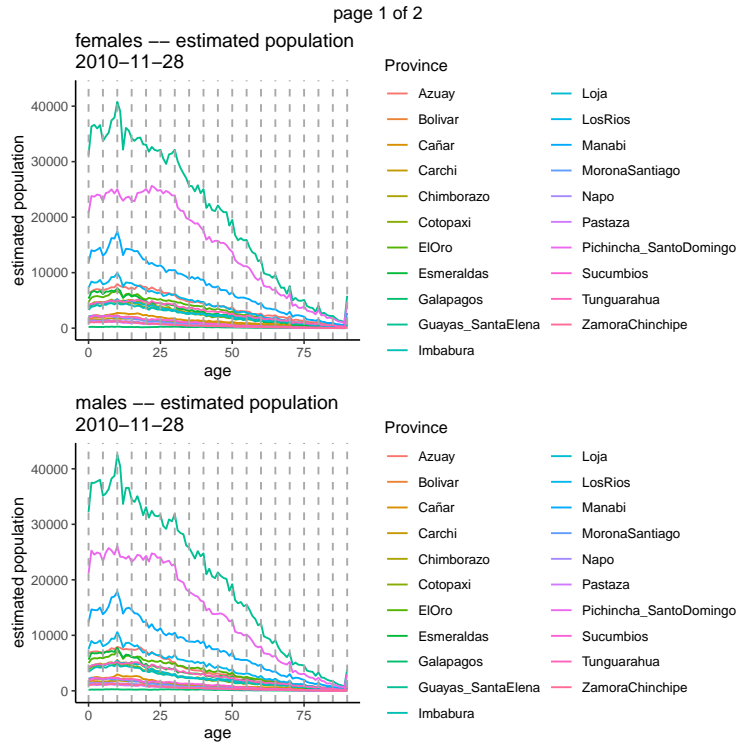 page 1 of 2
females −− estimated population
2010−11−28
estimated population
40000
30000
20000
10000
0
0 25 50 75
age
Province
Azuay
Bolivar
Cañar
Carchi
Chimborazo
Cotopaxi
ElOro
Esmeraldas
Galapagos
Guayas_SantaElena
Imbabura
Loja
LosRios
Manabi
MoronaSantiago
Napo
Pastaza
Pichincha_SantoDomingo
Sucumbios
Tunguarahua
ZamoraChinchipe
males −− estimated population
2010−11−28
estimated population
40000
30000
20000
10000
0
0 25 50 75
age
Province
Azuay
Bolivar
Cañar
Carchi
Chimborazo
Cotopaxi
ElOro
Esmeraldas
Galapagos
Guayas_SantaElena
Imbabura
Loja
LosRios
Manabi
MoronaSantiago
Napo
Pastaza
Pichincha_SantoDomingo
Sucumbios
Tunguarahua
ZamoraChinchipe